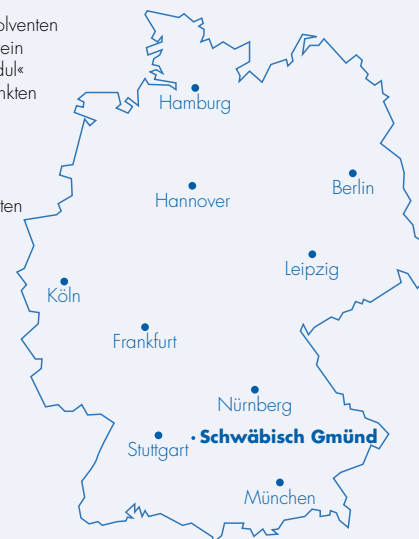 olventen
ein
dul«
nkten
ten
Hamburg
Berlin
Hannover
Leipzig
Köln
Frankfurt
Nürnberg
· Schwäbisch Gmünd
Stuttgart
München